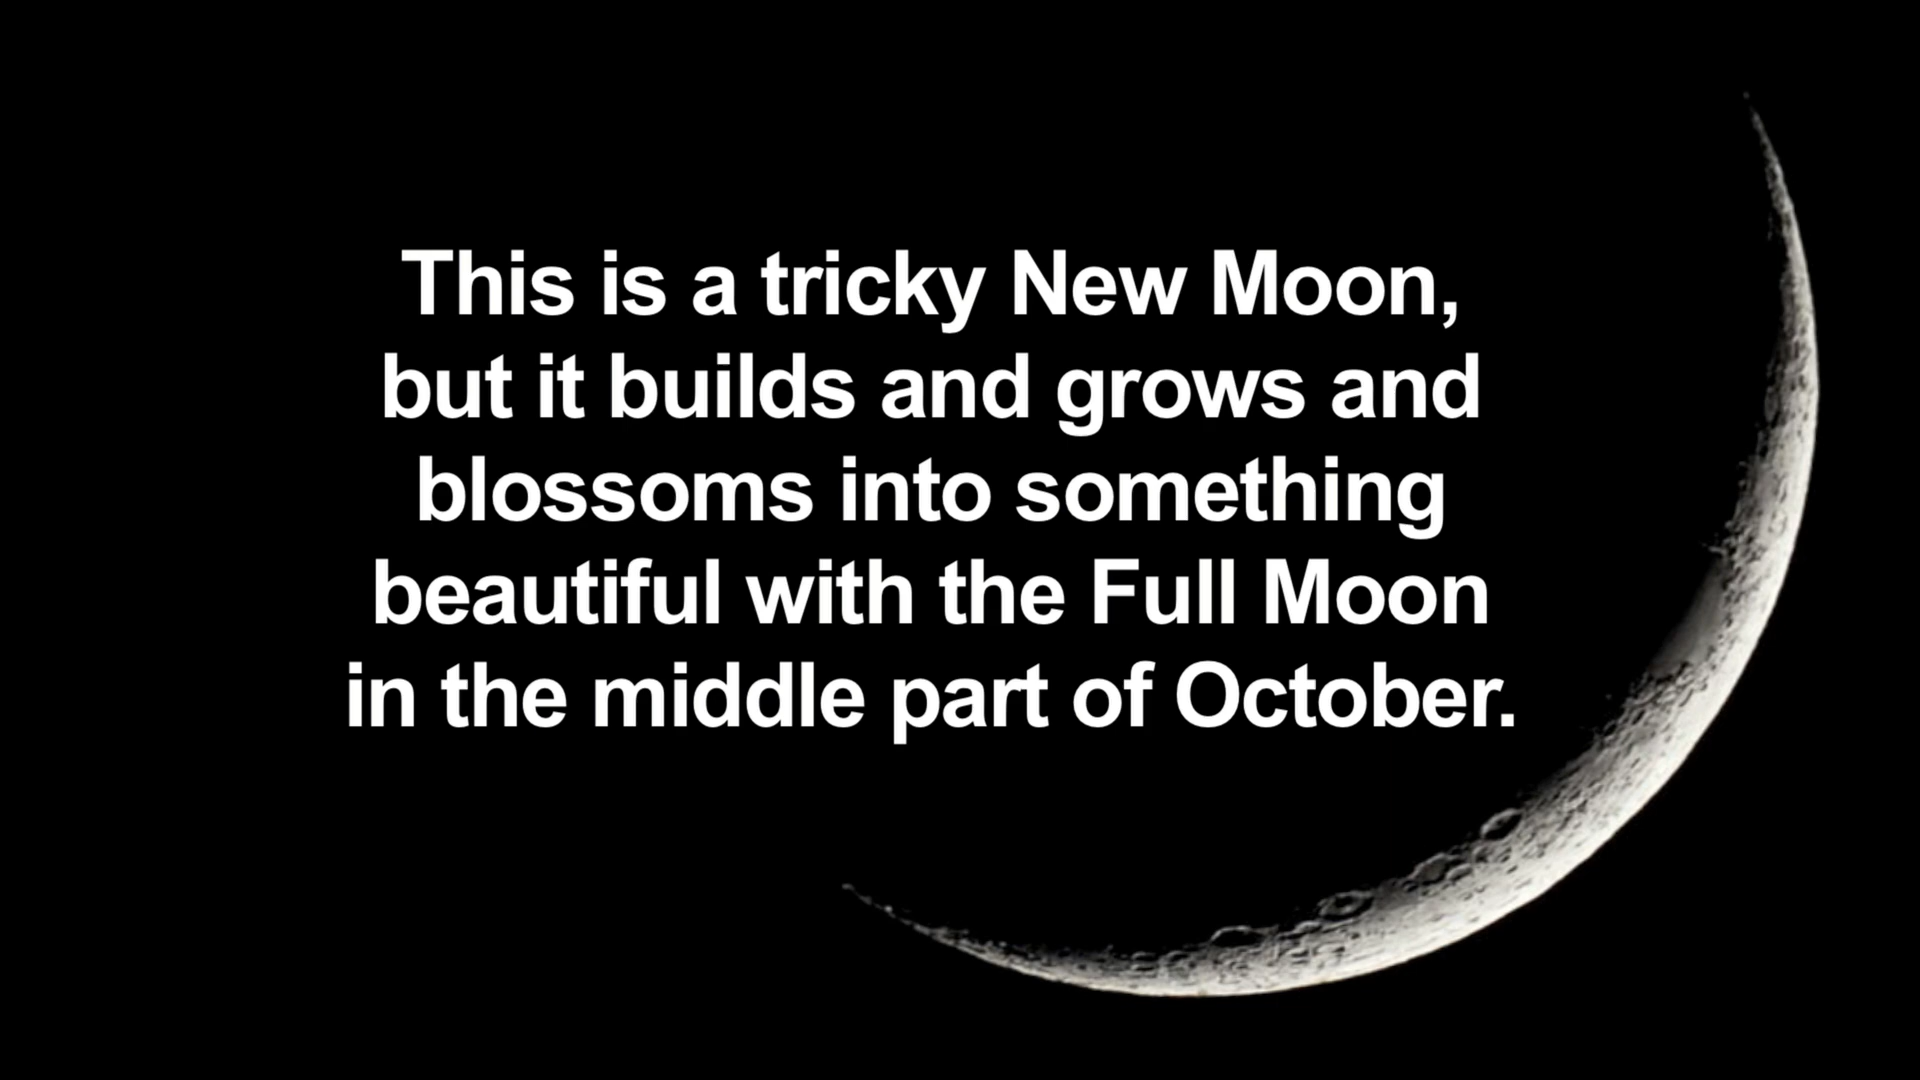 This is a tricky New Moon,
but it builds and grows and
blossoms into something
beautiful with the Full Moon
in the middle part of October.